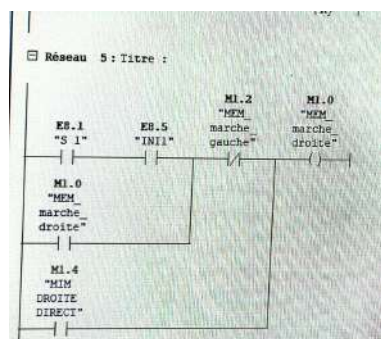 Réseau 5 : Titre :
M1.2 M1.0
"MEM_ "MEM_
E8.1 E8.5 marche_ marche_
"S 1" "INI1" gauche" droite"
M1.0
"MEM_
marche_
droite"
M1.4
"MIM
DROITE
DIRECT"